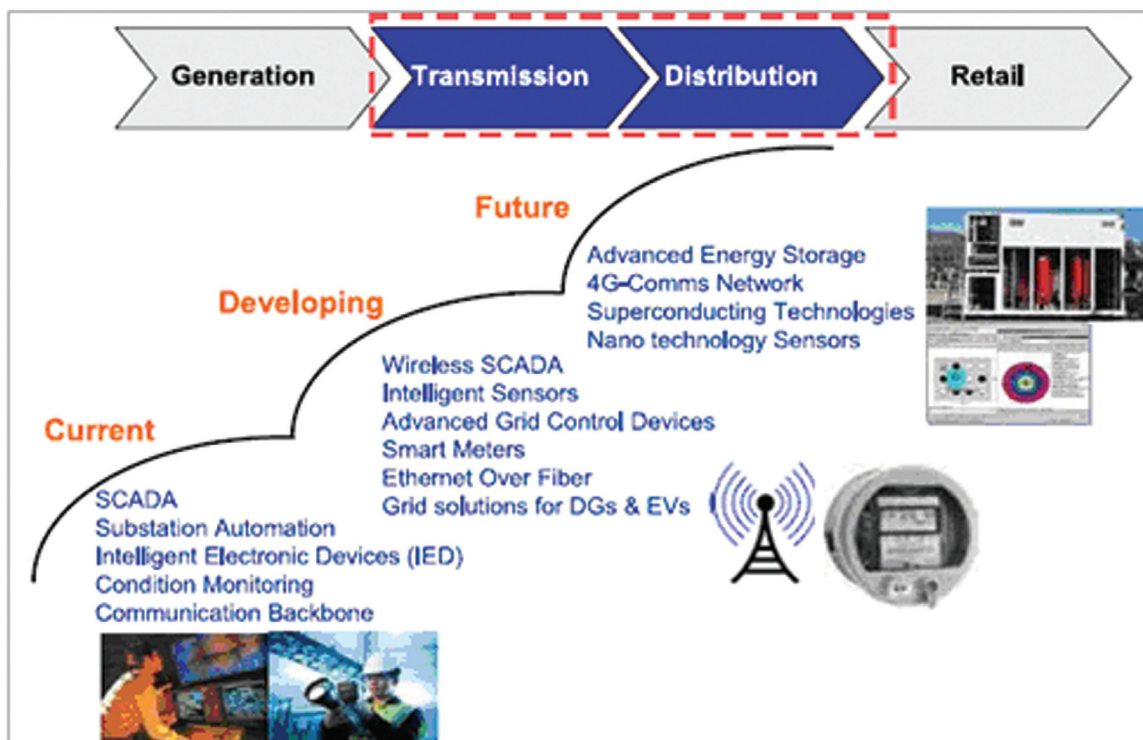 Generation
Transmission
Distribution
Retail
Future
Advanced Energy Storage
4G-Comms Network
Superconducting Technologies
Nano technology Sensors
Developing
Wireless SCADA
Intelligent Sensors
Advanced Grid Control Devices
Smart Meters
Ethernet Over Fiber
Grid solutions for DGs & EVs
Current
SCADA
Substation Automation
Intelligent Electronic Devices (IED)
Condition Monitoring
Communication Backbone